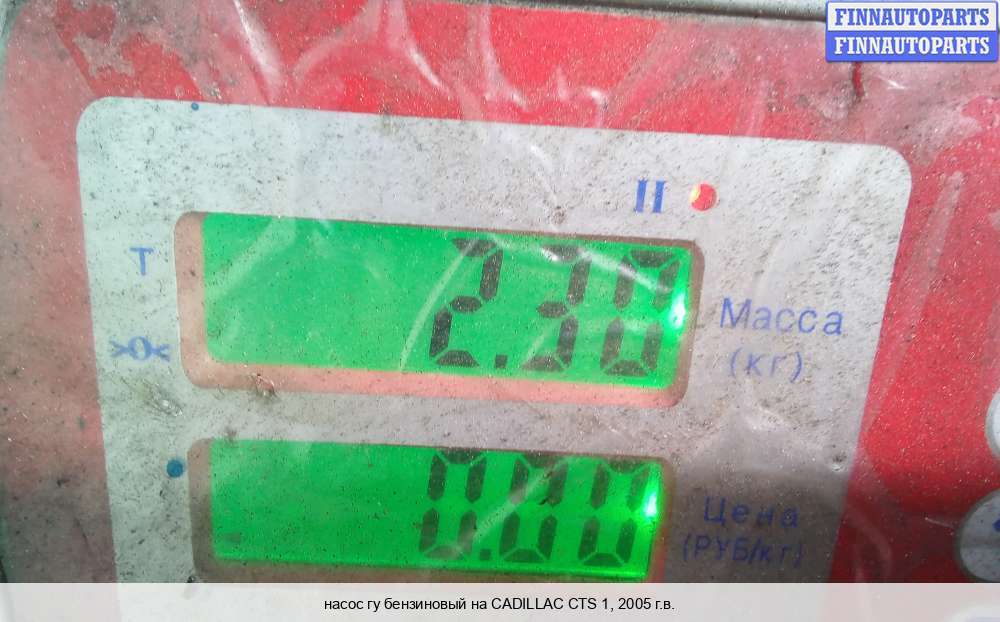 FINNAUTOPARTS
FINNAUTOPARTS
II
T
2.30
Масса
(кг)
>0<
0.00
Цена
(РУБ/кг)
насос гу бензиновый на CADILLAC CTS 1, 2005 г.в.